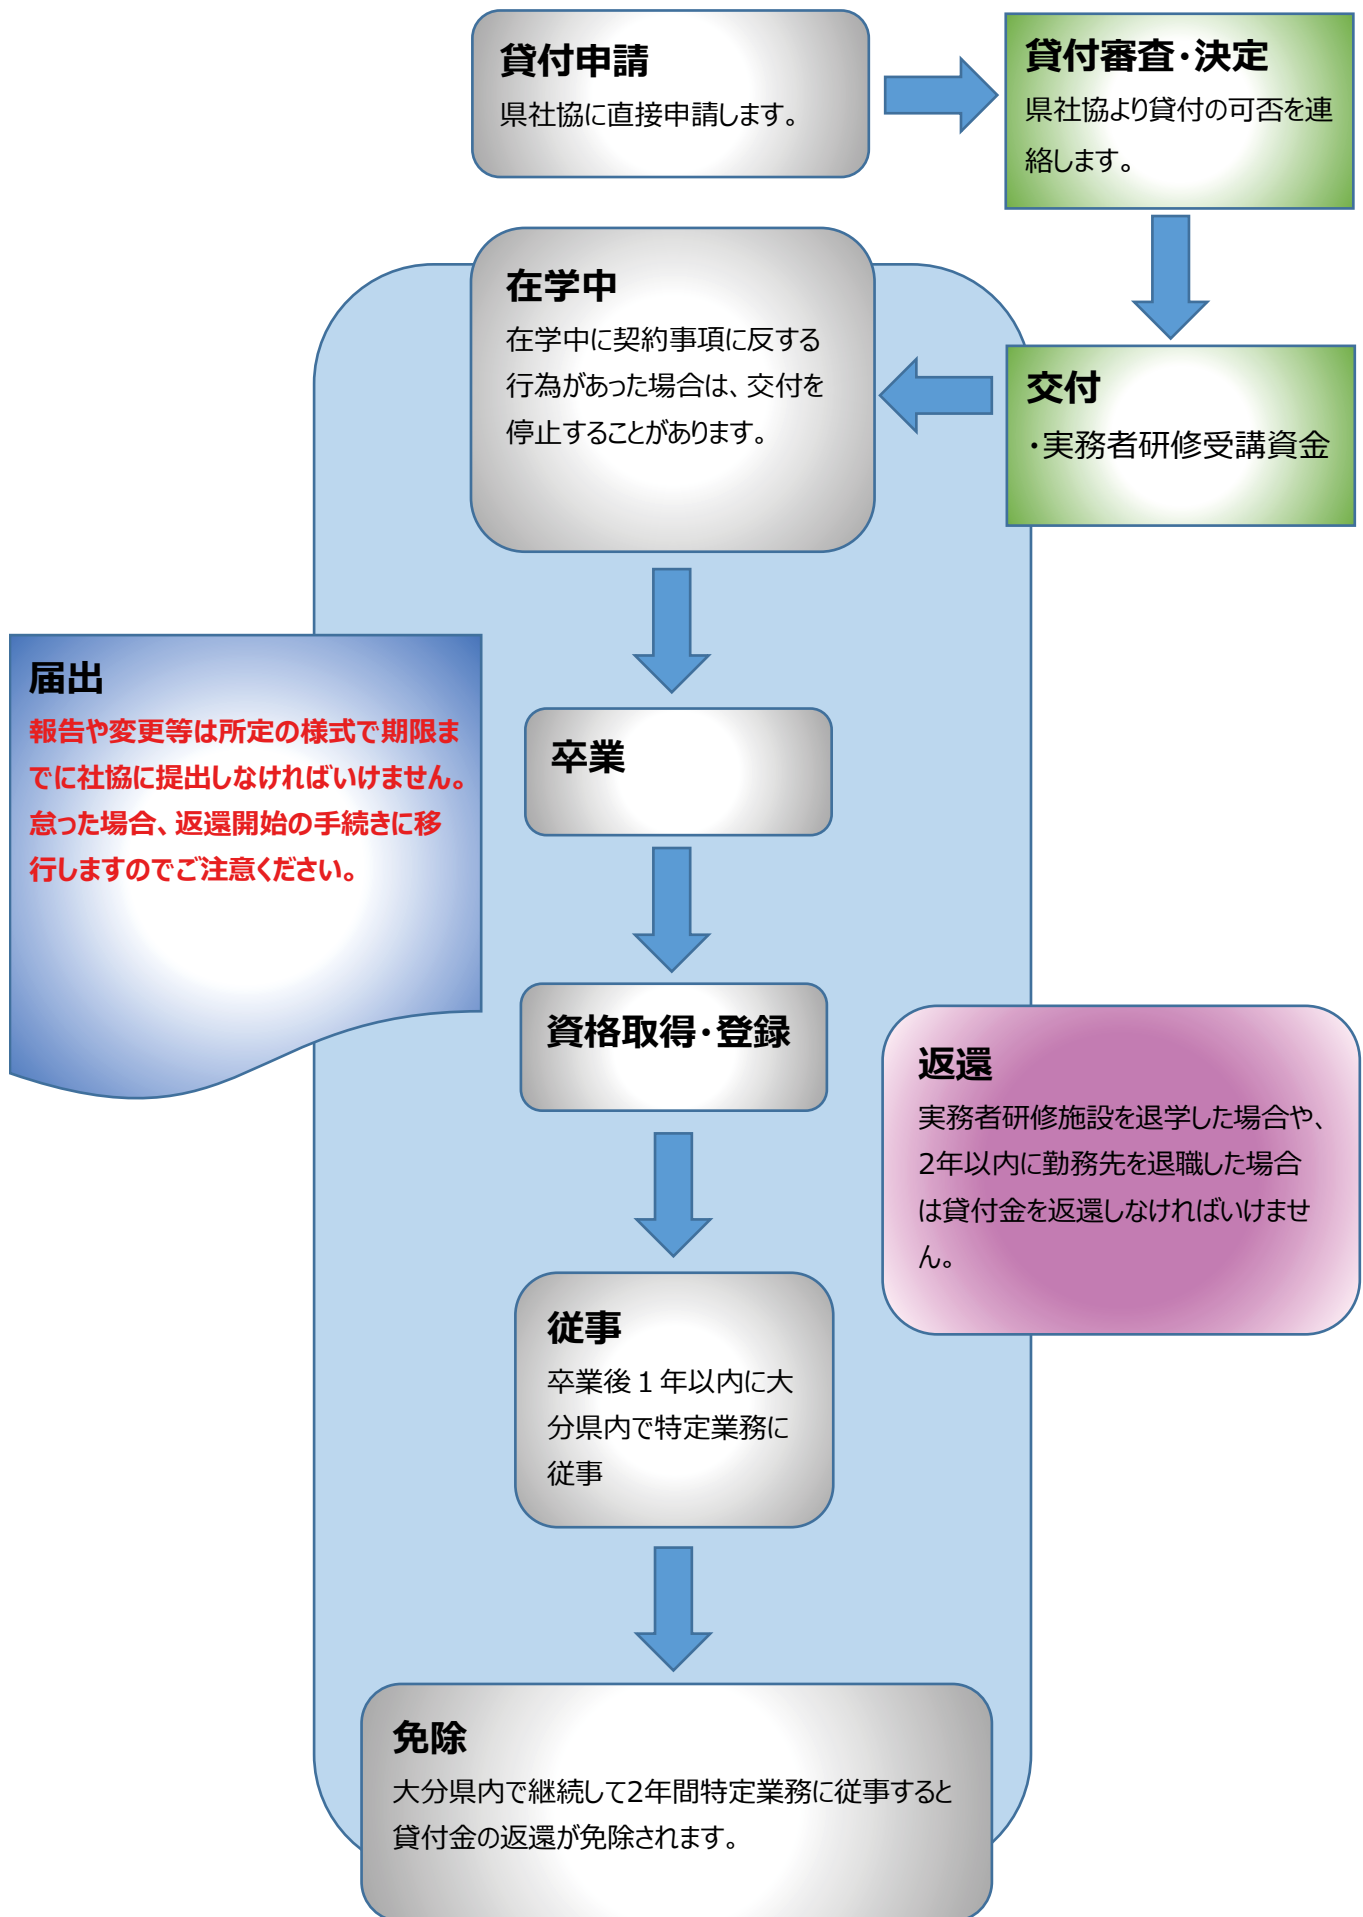 貸付申請
県社協に直接申請します。
貸付審査・決定
県社協より貸付の可否を連
絡します。
交付
・実務者研修受講資金
在学中
在学中に契約事項に反する
行為があった場合は、交付を
停止することがあります。
届出
報告や変更等は所定の様式で期限ま
でに社協に提出しなければいけません。
怠った場合、返還開始の手続きに移
行しますのでご注意ください。
卒業
資格取得・登録
返還
実務者研修施設を退学した場合や、
2年以内に勤務先を退職した場合
は貸付金を返還しなければいけませ
ん。
従事
卒業後１年以内に大
分県内で特定業務に
従事
免除
大分県内で継続して2年間特定業務に従事すると
貸付金の返還が免除されます。